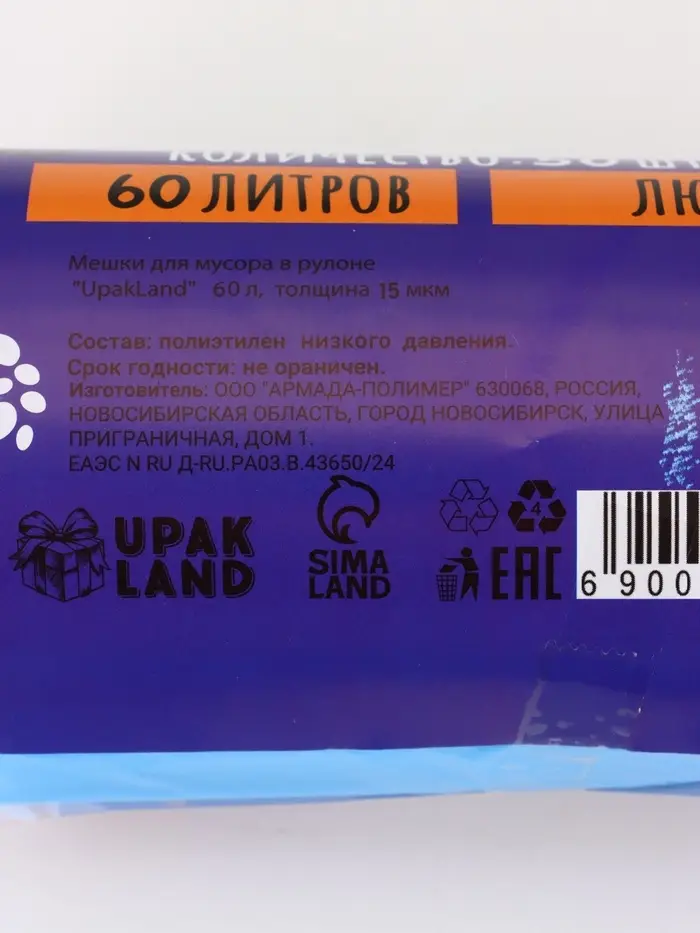 КОЛИЧЕСТВО:
60 ЛИТРОВ
Мешки для мусора в рулоне
"UpakLand" 60 л, толщина 15 мкм
Состав: полиэтилен низкого давления.
Срок годности: не ораничен.
Изготовитель: ООО "АРМАДА-ПОЛИМЕР" 630068, РОССИЯ,
НОВОСИБИРСКАЯ ОБЛАСТЬ, ГОРОД НОВОСИБИРСК, УЛИЦА
ПРИГРАНИЧНАЯ, ДОМ 1.
ЕАЭС N RU Д-RU.РА03.В.43650/24
UPAK
LAND
SIMA
LAND
4
EAC
6 900